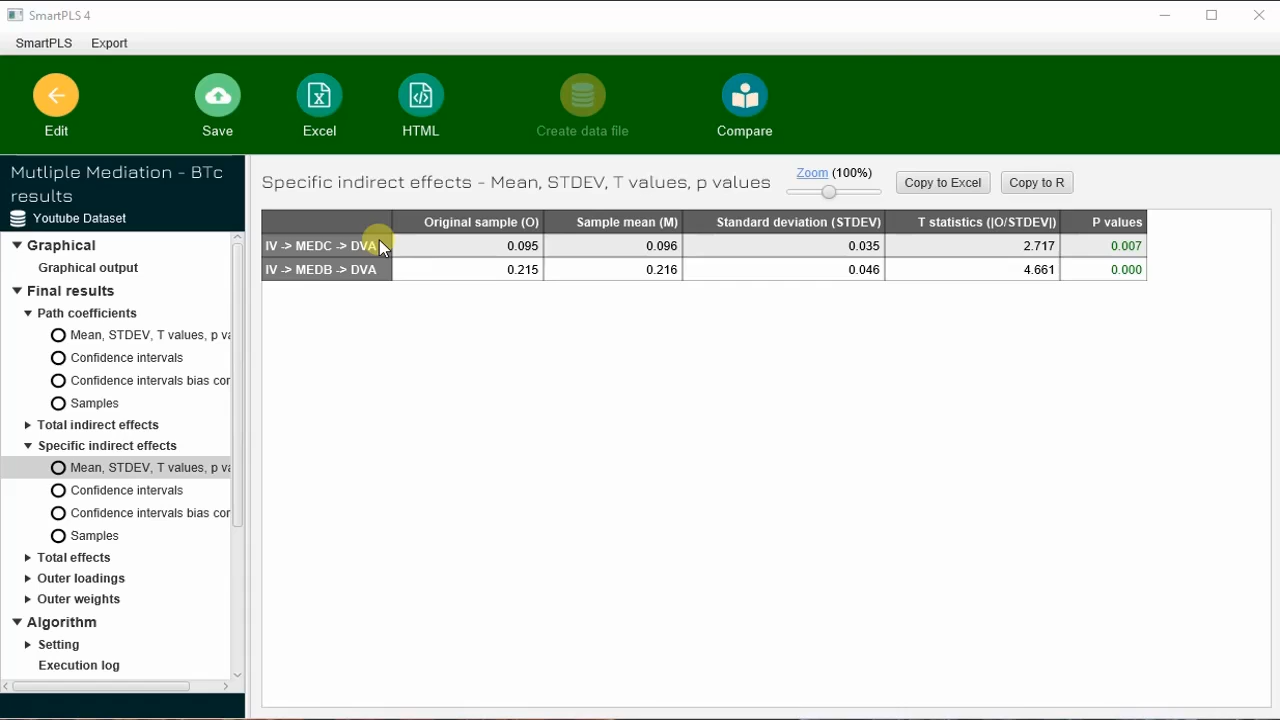 SmartPLS 4
SmartPLS Export
Edit Save Excel HTML Create data file Compare
Mutliple Mediation - BTc
results
Youtube Dataset
Graphical
Graphical output
Final results
Path coefficients
Mean, STDEV, T values, p va
Confidence intervals
Confidence intervals bias cor
Samples
Total indirect effects
Specific indirect effects
Mean, STDEV, T values, p va
Confidence intervals
Confidence intervals bias cor
Samples
Total effects
Outer loadings
Outer weights
Algorithm
Setting
Execution log
Specific indirect effects - Mean, STDEV, T values, p values
Zoom (100%)
Copy to Excel Copy to R
Original sample (O) Sample mean (M) Standard deviation (STDEV) T statistics (|O/STDEV|) P values
IV -> MEDC -> DVA 0.095 0.096 0.035 2.717 0.007
IV -> MEDB -> DVA 0.215 0.216 0.046 4.661 0.000